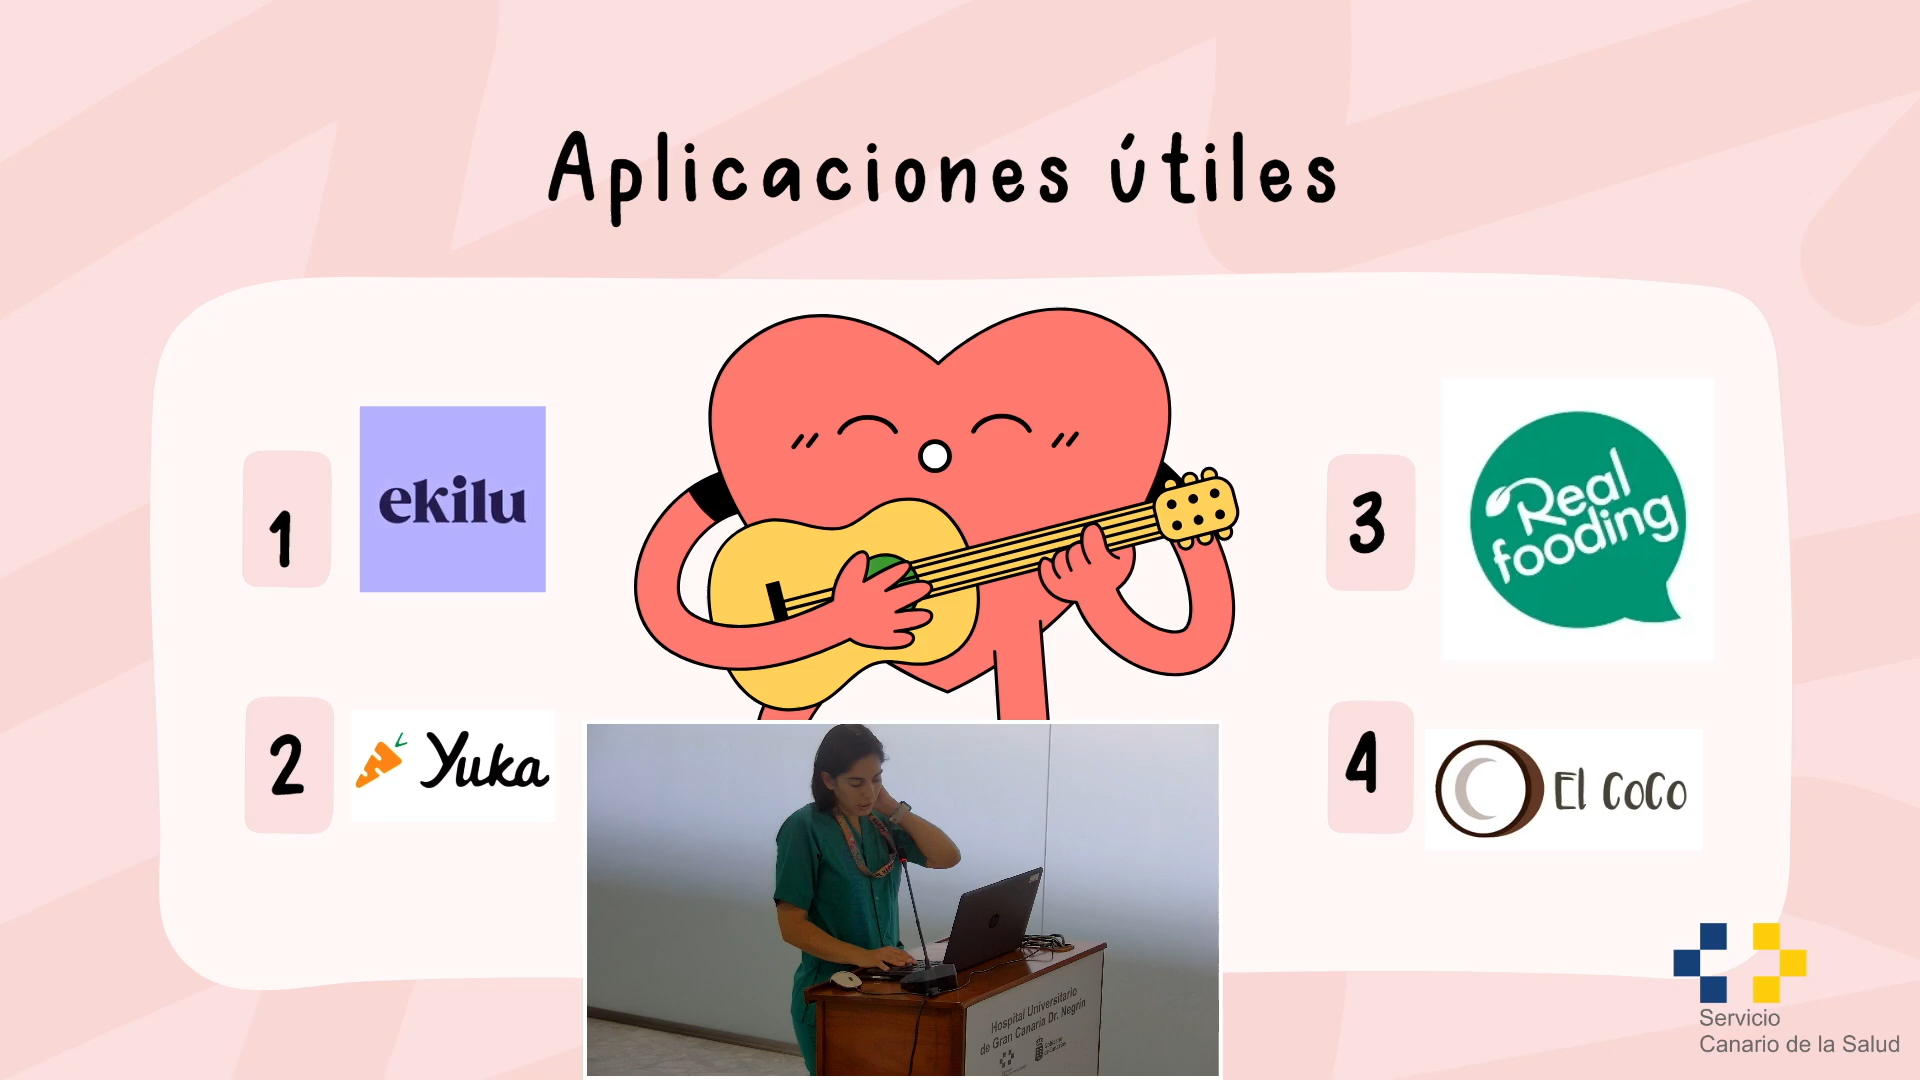 Aplicaciones útiles
1
ekilu
2
Yuka
3
Real
fooding
4
El CoCo
Hospital Universitario
de Gran Canaria Dr. Negrín
Servicio
Canario de la Salud